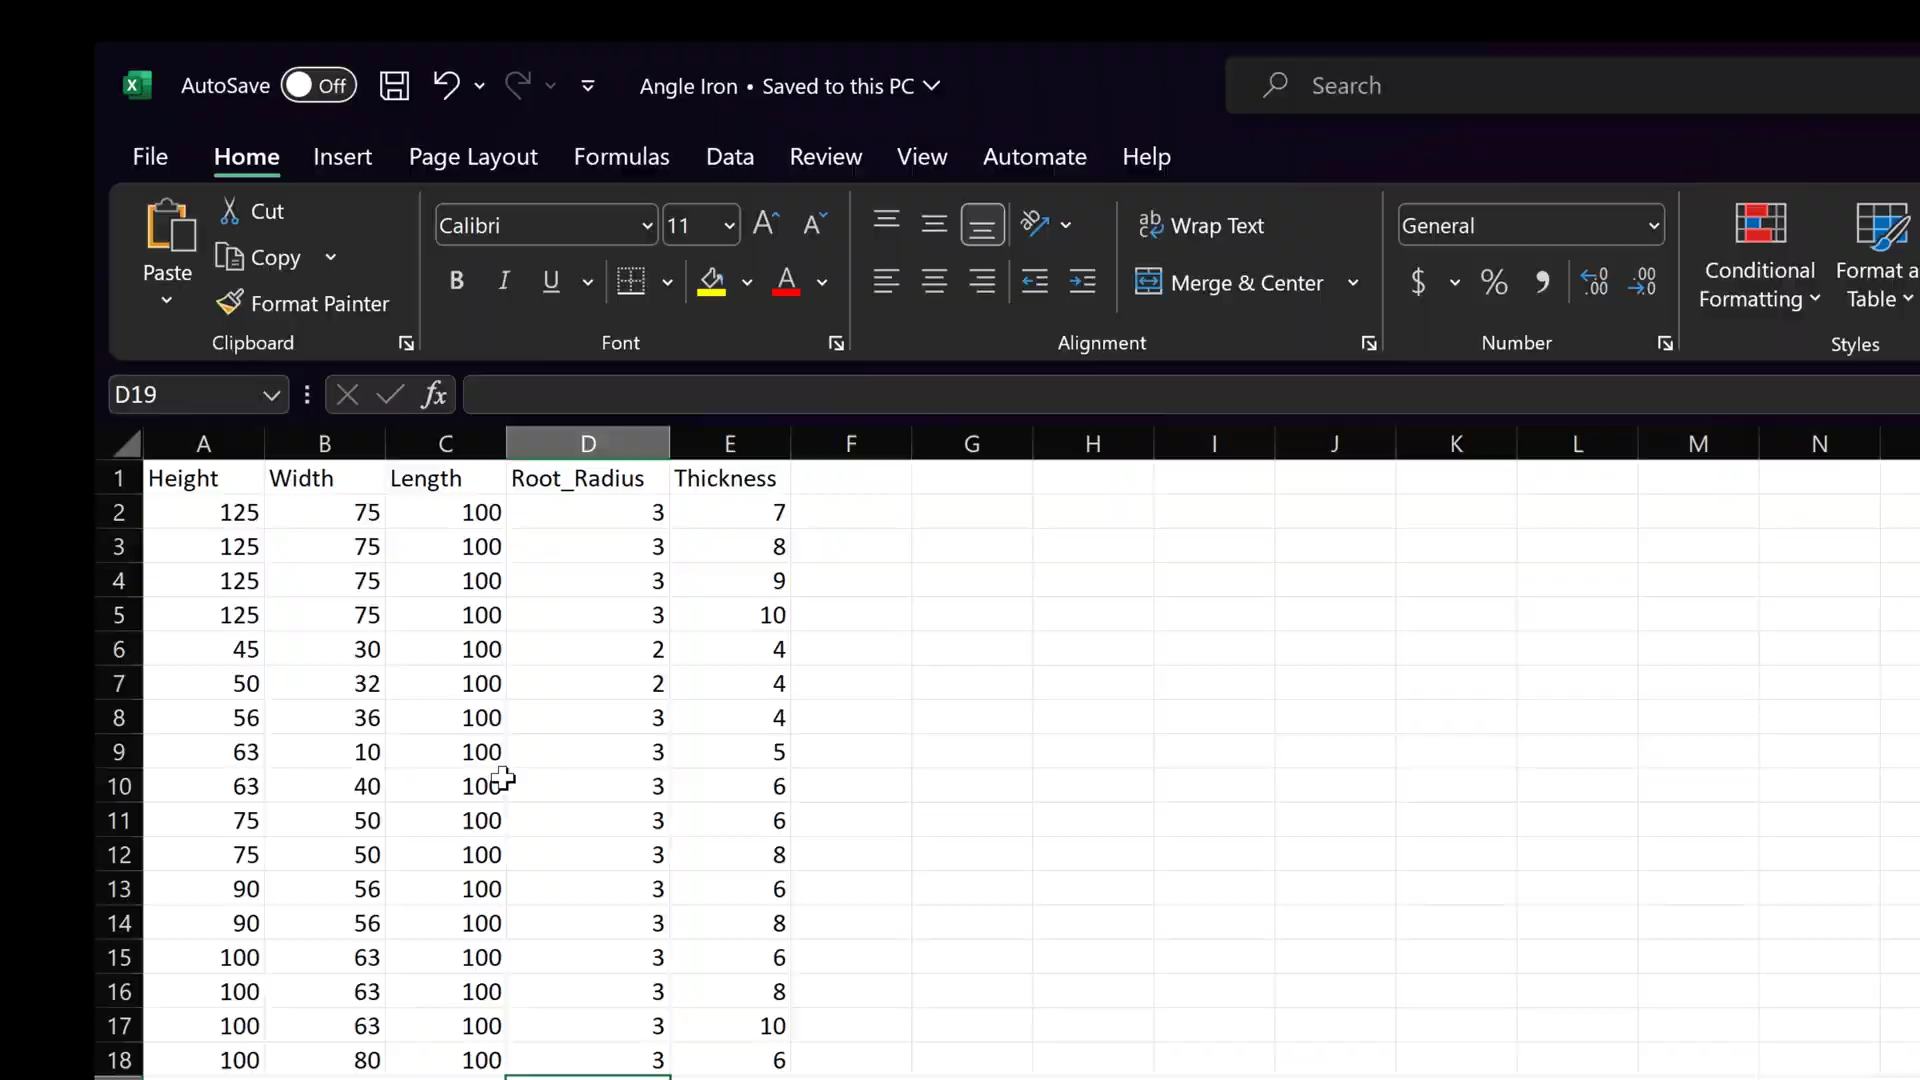 AutoSave Off Angle Iron • Saved to this PC Search
File Home Insert Page Layout Formulas Data Review View Automate Help
Paste Cut Copy Format Painter
Clipboard
Calibri 11
B I U A
Font
ab Wrap Text
Merge & Center
Alignment
General
$ % 9
Number
Conditional Formatting
Format a
Table
Styles
D19 fx
A B C D E F G H I J K L M N
1 Height Width Length Root_Radius Thickness
2 125 75 100 3 7
3 125 75 100 3 8
4 125 75 100 3 9
5 125 75 100 3 10
6 45 30 100 2 4
7 50 32 100 2 4
8 56 36 100 3 4
9 63 10 100 3 5
10 63 40 100 3 6
11 75 50 100 3 6
12 75 50 100 3 8
13 90 56 100 3 6
14 90 56 100 3 8
15 100 63 100 3 6
16 100 63 100 3 8
17 100 63 100 3 10
18 100 80 100 3 6